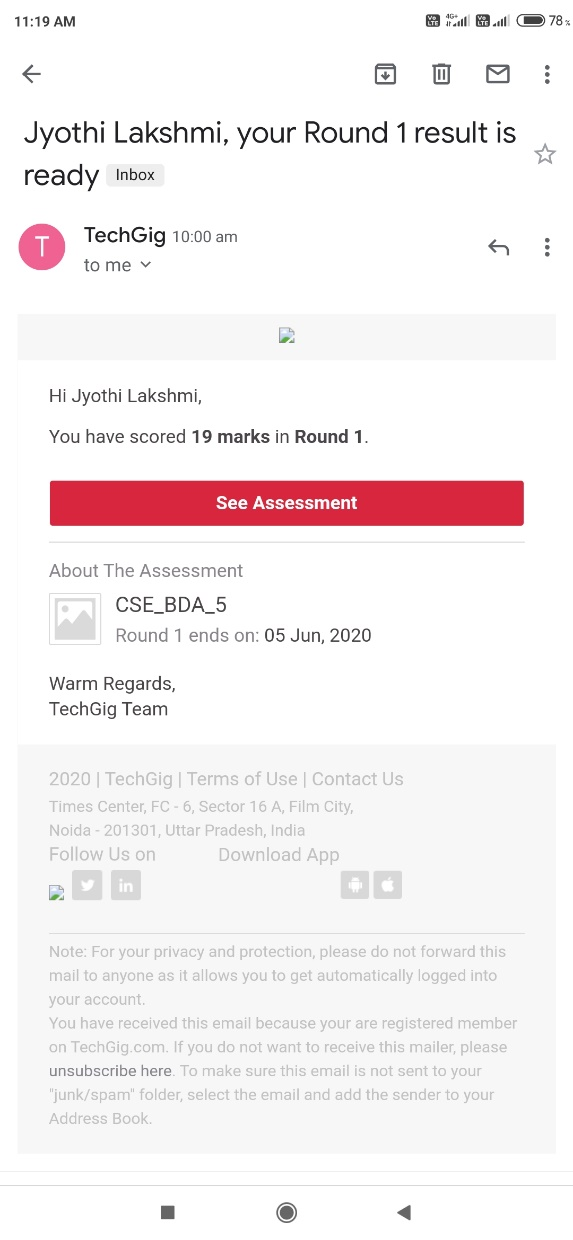 11:19 AM
Vo LTE 4G+ Vo LTE 78%
Jyothi Lakshmi, your Round 1 result is
ready Inbox
T
TechGig 10:00 am
to me
Hi Jyothi Lakshmi,
You have scored 19 marks in Round 1.
See Assessment
About The Assessment
CSE_BDA_5
Round 1 ends on: 05 Jun, 2020
Warm Regards,
TechGig Team
2020 | TechGig | Terms of Use | Contact Us
Times Center, FC - 6, Sector 16 A, Film City,
Noida - 201301, Uttar Pradesh, India
Follow Us on Download App
in
Note: For your privacy and protection, please do not forward this
mail to anyone as it allows you to get automatically logged into
your account.
You have received this email because your are registered member
on TechGig.com. If you do not want to receive this mailer, please
unsubscribe here. To make sure this email is not sent to your
"junk/spam" folder, select the email and add the sender to your
Address Book.